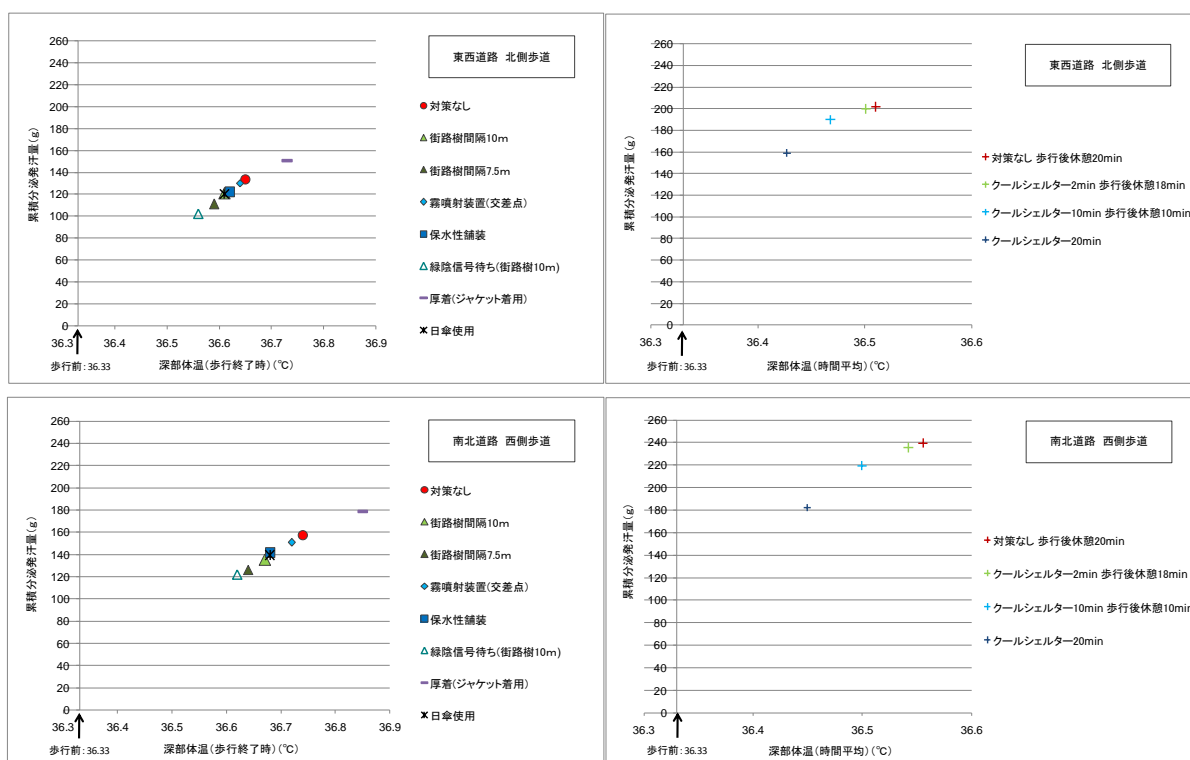 東西道路 北側歩道
累積分泌発汗量(g)
260
240
220
200
180
160
140
120
100
80
60
40
20
0
36.3
36.4
36.5
36.6
36.7
36.8
36.9
歩行前:36.33
深部体温(歩行終了時)(℃)
対策なし
街路樹間隔10m
街路樹間隔7.5m
霧噴射装置(交差点)
保水性舗装
緑陰信号待ち(街路樹10m)
厚着(ジャケット着用)
日傘使用
東西道路 北側歩道
累積分泌発汗量(g)
260
240
220
200
180
160
140
120
100
80
60
40
20
0
36.3
36.4
36.5
36.6
歩行前:36.33
深部体温(時間平均)(℃)
対策なし 歩行後休憩20min
クールシェルター2min 歩行後休憩18min
クールシェルター10min 歩行後休憩10min
クールシェルター20min
南北道路 西側歩道
累積分泌発汗量(g)
260
240
220
200
180
160
140
120
100
80
60
40
20
0
36.3
36.4
36.5
36.6
36.7
36.8
36.9
歩行前:36.33
深部体温(歩行終了時)(℃)
対策なし
街路樹間隔10m
街路樹間隔7.5m
霧噴射装置(交差点)
保水性舗装
緑陰信号待ち(街路樹10m)
厚着(ジャケット着用)
日傘使用
南北道路 西側歩道
累積分泌発汗量(g)
260
240
220
200
180
160
140
120
100
80
60
40
20
0
36.3
36.4
36.5
36.6
歩行前:36.33
深部体温(時間平均)(℃)
対策なし 歩行後休憩20min
クールシェルター2min 歩行後休憩18min
クールシェルター10min 歩行後休憩10min
クールシェルター20min